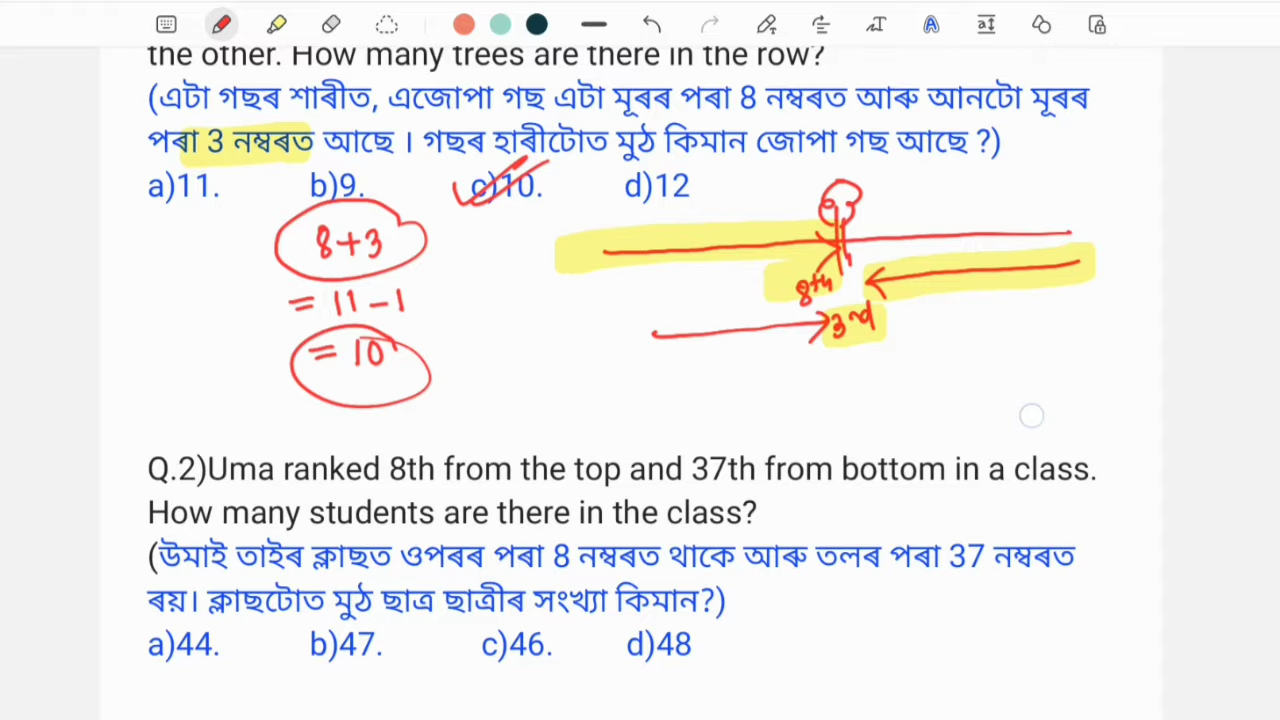 the other. How many trees are there in the row?
(এটা গছৰ শাৰীত, এজোপা গছ এটা মূৰৰ পৰা 8 নম্বৰত আৰু আনটো মূৰৰ
পৰা 3 নম্বৰত আছে । গছৰ হাৰীটোত মুঠ কিমান জোপা গছ আছে ?)
a)11. b)9. c)10. d)12
8+3
= 11-1
= 10
8th
3rd
Q.2)Uma ranked 8th from the top and 37th from bottom in a class.
How many students are there in the class?
(উমাই তাইৰ ক্লাছত ওপৰৰ পৰা 8 নম্বৰত থাকে আৰু তলৰ পৰা 37 নম্বৰত
ৰয়। ক্লাছটোত মুঠ ছাত্ৰ ছাত্ৰীৰ সংখ্যা কিমান?)
a)44. b)47. c)46. d)48